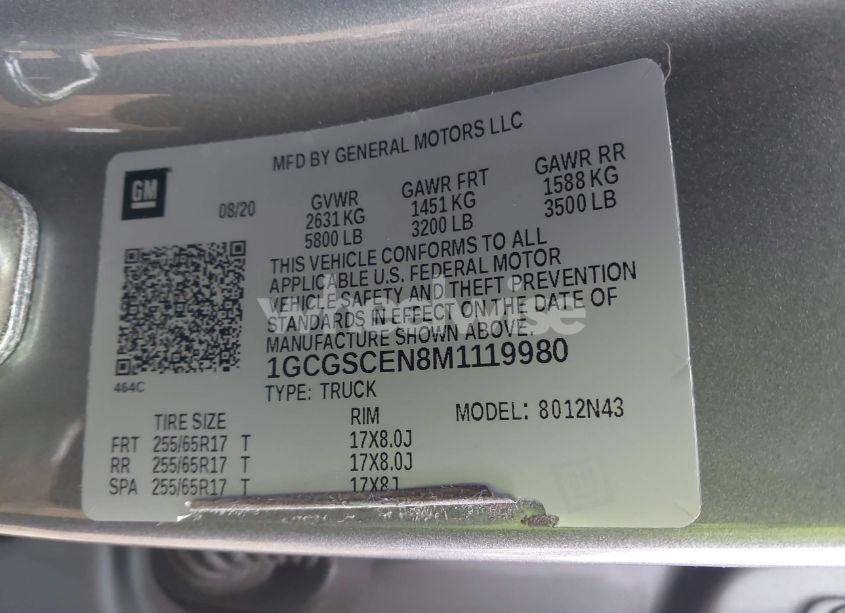 MFD BY GENERAL MOTORS LLC
GM
08/20
GVWR GAWR FRT GAWR RR
2631 KG 1451 KG 1588 KG
5800 LB 3200 LB 3500 LB
THIS VEHICLE CONFORMS TO ALL
APPLICABLE U.S. FEDERAL MOTOR
VEHICLE SAFETY AND THEFT PREVENTION
STANDARDS IN EFFECT ON THE DATE OF
MANUFACTURE SHOWN ABOVE.
wheelwise
1GCGSCEN8M1119980
464C
TYPE: TRUCK
MODEL: 8012N43
TIRE SIZE RIM
FRT 255/65R17 T 17X8.0J
RR 255/65R17 T 17X8.0J
SPA 255/65R17 T 17X8J
GM